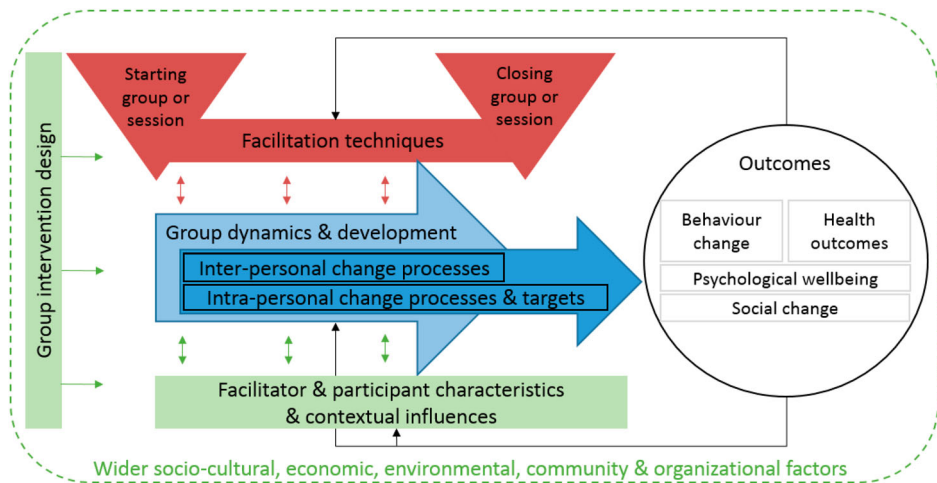 Group intervention design
Starting
group or
session
Closing
group or
session
Facilitation techniques
Group dynamics & development
Inter-personal change processes
Intra-personal change processes & targets
Facilitator & participant characteristics
& contextual influences
Outcomes
Behaviour
change
Health
outcomes
Psychological wellbeing
Social change
Wider socio-cultural, economic, environmental, community & organizational factors